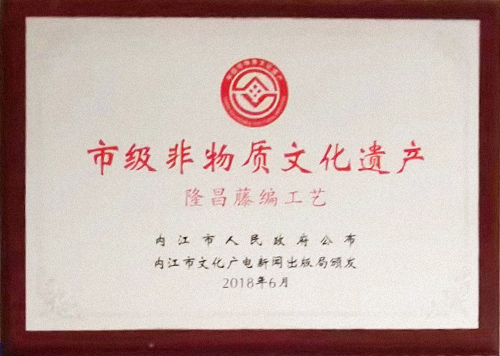 市级非物质文化遗产
隆昌藤编工艺
内江市人民政府公布
内江市文化广电新闻出版局颁发
2018年6月